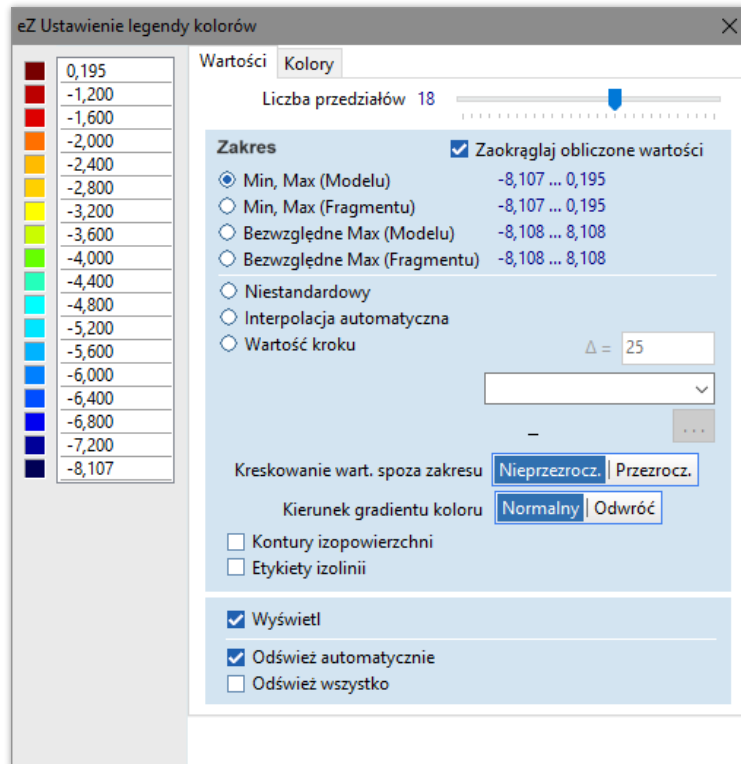 eZ Ustawienie legendy kolorów
0,195
-1,200
-1,600
-2,000
-2,400
-2,800
-3,200
-3,600
-4,000
-4,400
-4,800
-5,200
-5,600
-6,000
-6,400
-6,800
-7,200
-8,107
Wartości Kolory
Liczba przedziałów 18
Zakres Zaokrąglaj obliczone wartości
Min, Max (Modelu) -8,107 ... 0,195
Min, Max (Fragmentu) -8,107 ... 0,195
Bezwzględne Max (Modelu) -8,108 ... 8,108
Bezwzględne Max (Fragmentu) -8,108 ... 8,108
Niestandardowy
Interpolacja automatyczna
Wartość kroku Δ = 25
_ ...
Kreskowanie wart. spoza zakresu Nieprzezrocz. | Przezrocz.
Kierunek gradientu koloru Normalny | Odwróć
Kontury izopowierzchni
Etykiety izolinii
Wyświetl
Odśwież automatycznie
Odśwież wszystko